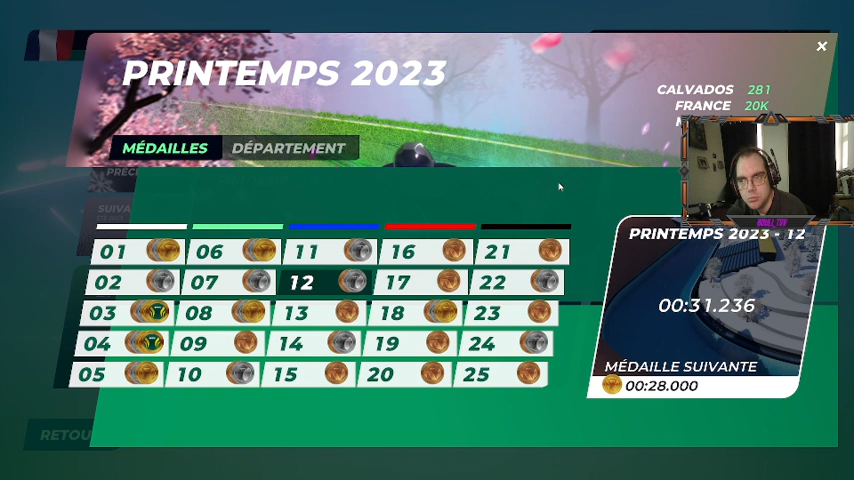 PRINTEMPS 2023
CALVADOS 281
FRANCE 20K
MÉDAILLES DÉPARTEMENT
SUIVA
01 06 11 16 21
02 07 12 17 22
03 08 13 18 23
04 09 14 19 24
05 10 15 20 25
PRINTEMPS 2023 - 12
00:31.236
MÉDAILLE SUIVANTE
00:28.000
RETOU